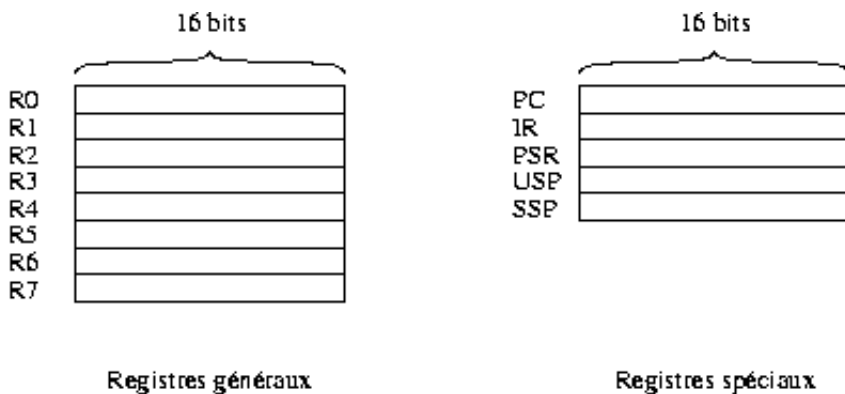 16 bits
R0
R1
R2
R3
R4
R5
R6
R7
Registres généraux
16 bits
PC
IR
PSR
USP
SSP
Registres spéciaux